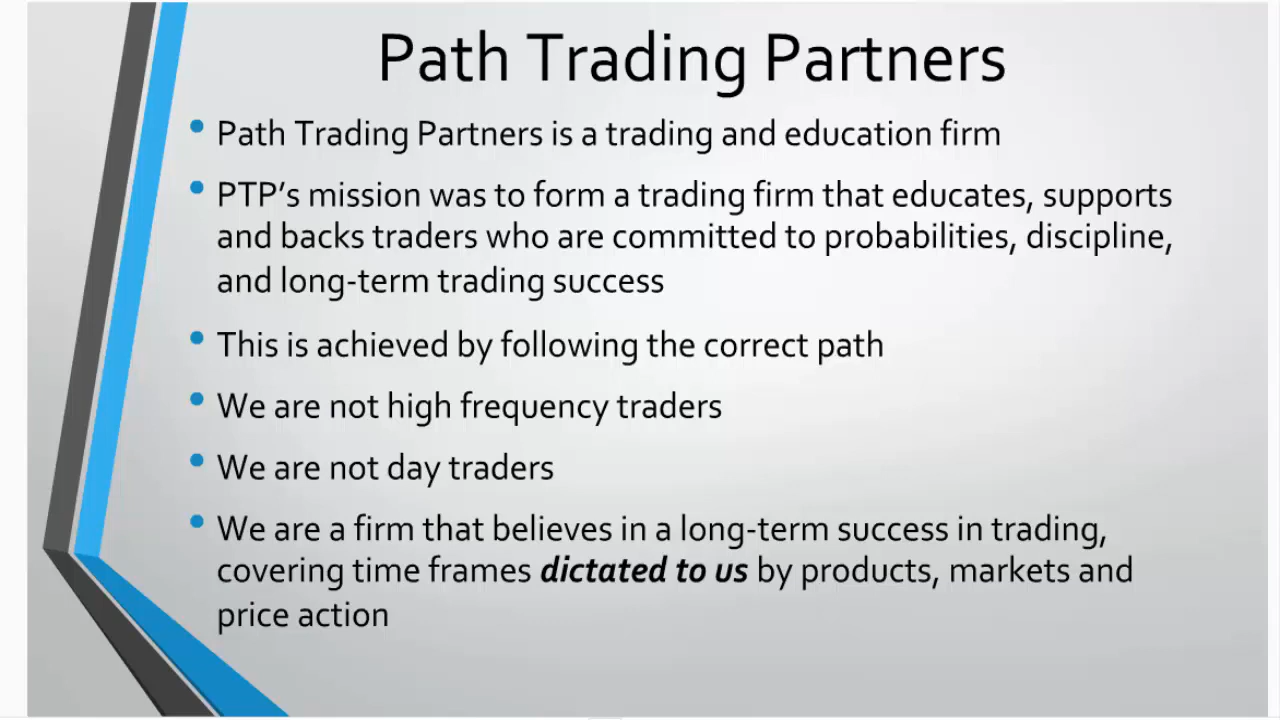 Path Trading Partners
• Path Trading Partners is a trading and education firm
• PTP’s mission was to form a trading firm that educates, supports
and backs traders who are committed to probabilities, discipline,
and long-term trading success
• This is achieved by following the correct path
• We are not high frequency traders
• We are not day traders
• We are a firm that believes in a long-term success in trading,
covering time frames dictated to us by products, markets and
price action